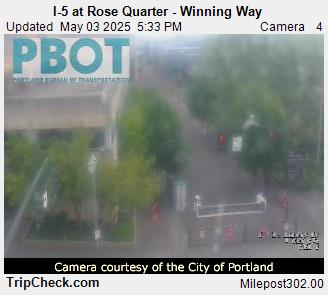 I-5 at Rose Quarter - Winning Way
Updated May 03 2025 5:33 PM Camera 4
PBOT
PORTLAND BUREAU OF TRANSPORTATION
Camera courtesy of the City of Portland
TripCheck.com Milepost302.00